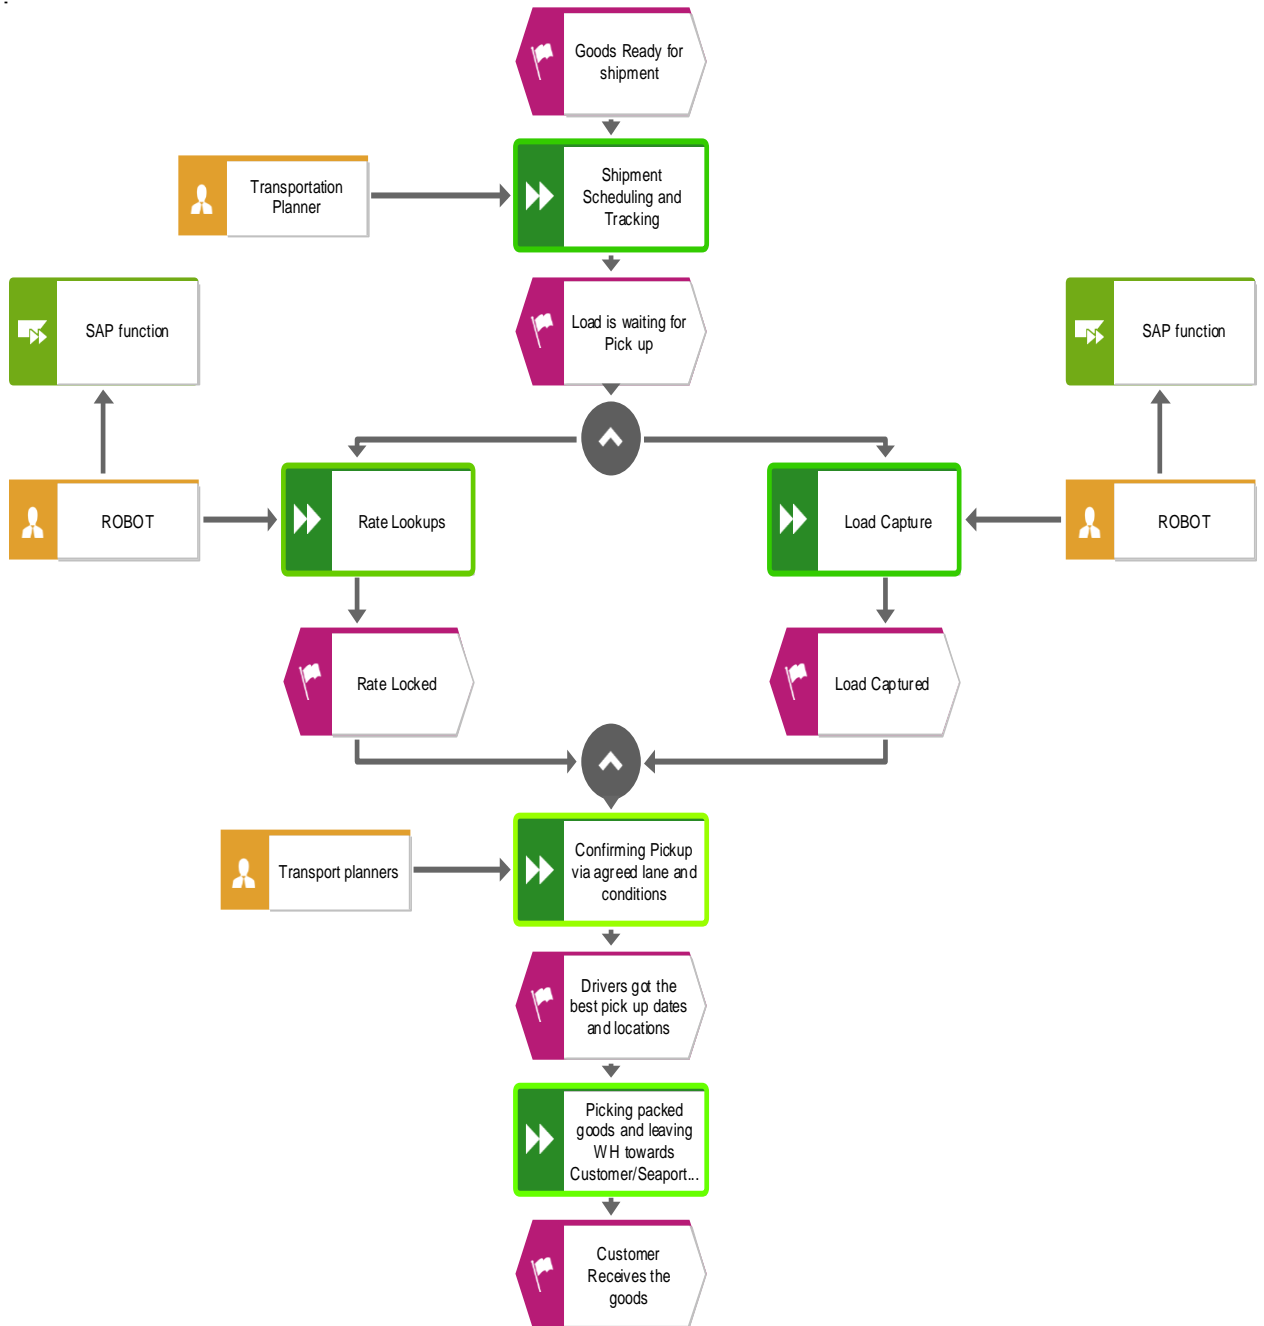 Goods Ready for
shipment
Transportation
Planner
Shipment
Scheduling and
Tracking
SAP function
Load is waiting for
Pick up
SAP function
ROBOT
Rate Lookups
Load Capture
ROBOT
Rate Locked
Load Captured
Transport planners
Confirming Pickup
via agreed lane and
conditions
Drivers got the
best pick up dates
and locations
Picking packed
goods and leaving
WH towards
Customer/Seaport...
Customer
Receives the
goods